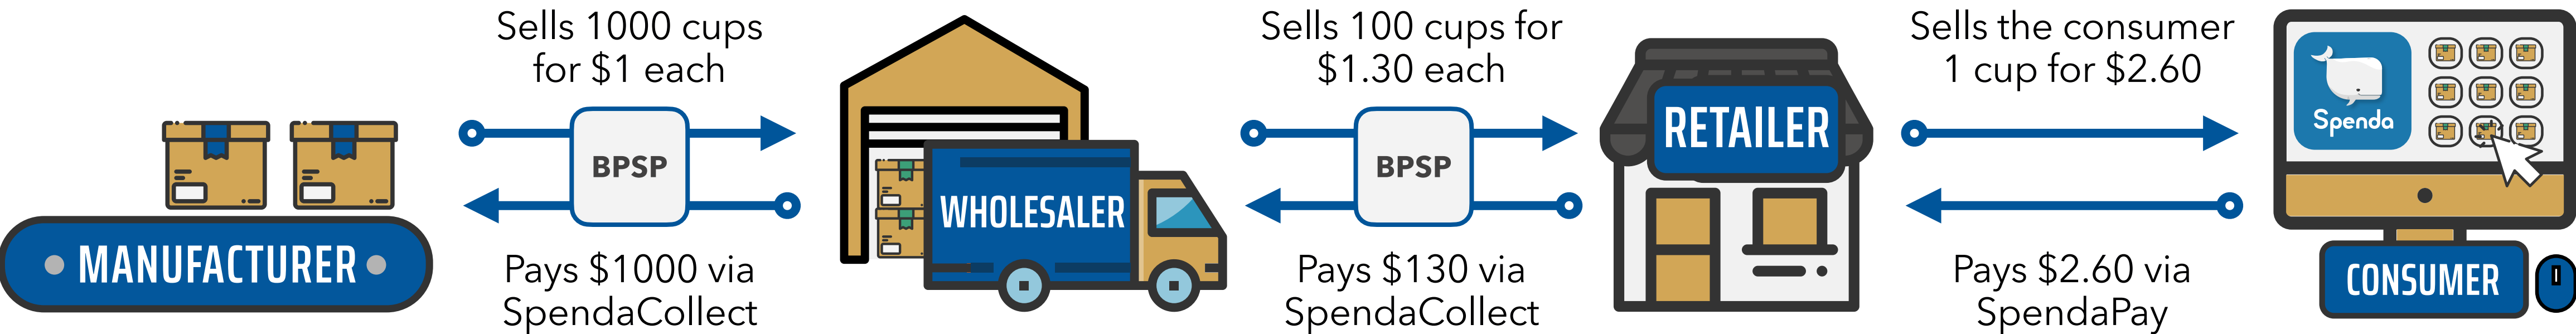 Sells 1000 cups
for $1 each
BPSP
Pays $1000 via
SpendaCollect
MANUFACTURER
WHOLESALER
Sells 100 cups for
$1.30 each
BPSP
Pays $130 via
SpendaCollect
RETAILER
Sells the consumer
1 cup for $2.60
Pays $2.60 via
SpendaPay
Spenda
CONSUMER